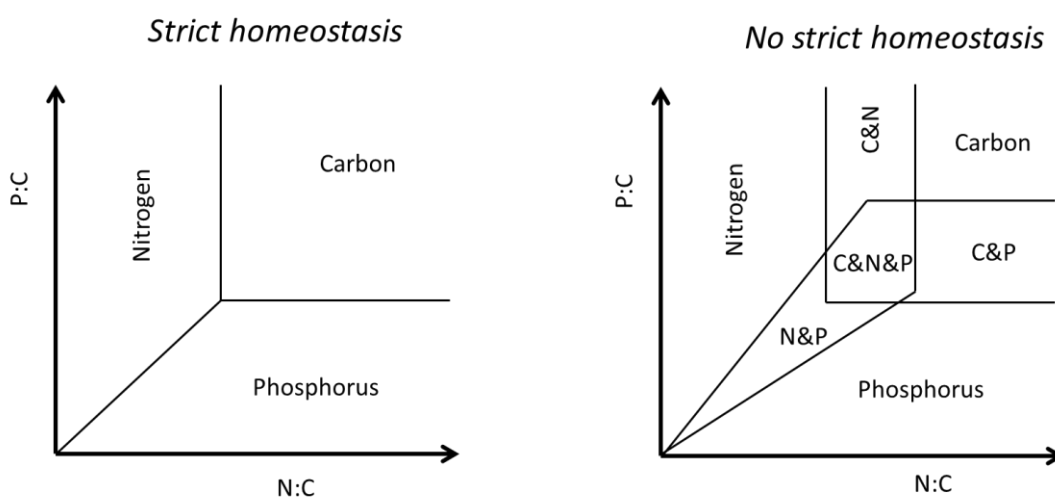 Strict homeostasis
P:C
Nitrogen
Carbon
Phosphorus
N:C
No strict homeostasis
P:C
Nitrogen
C&N
Carbon
C&N&P
C&P
N&P
Phosphorus
N:C